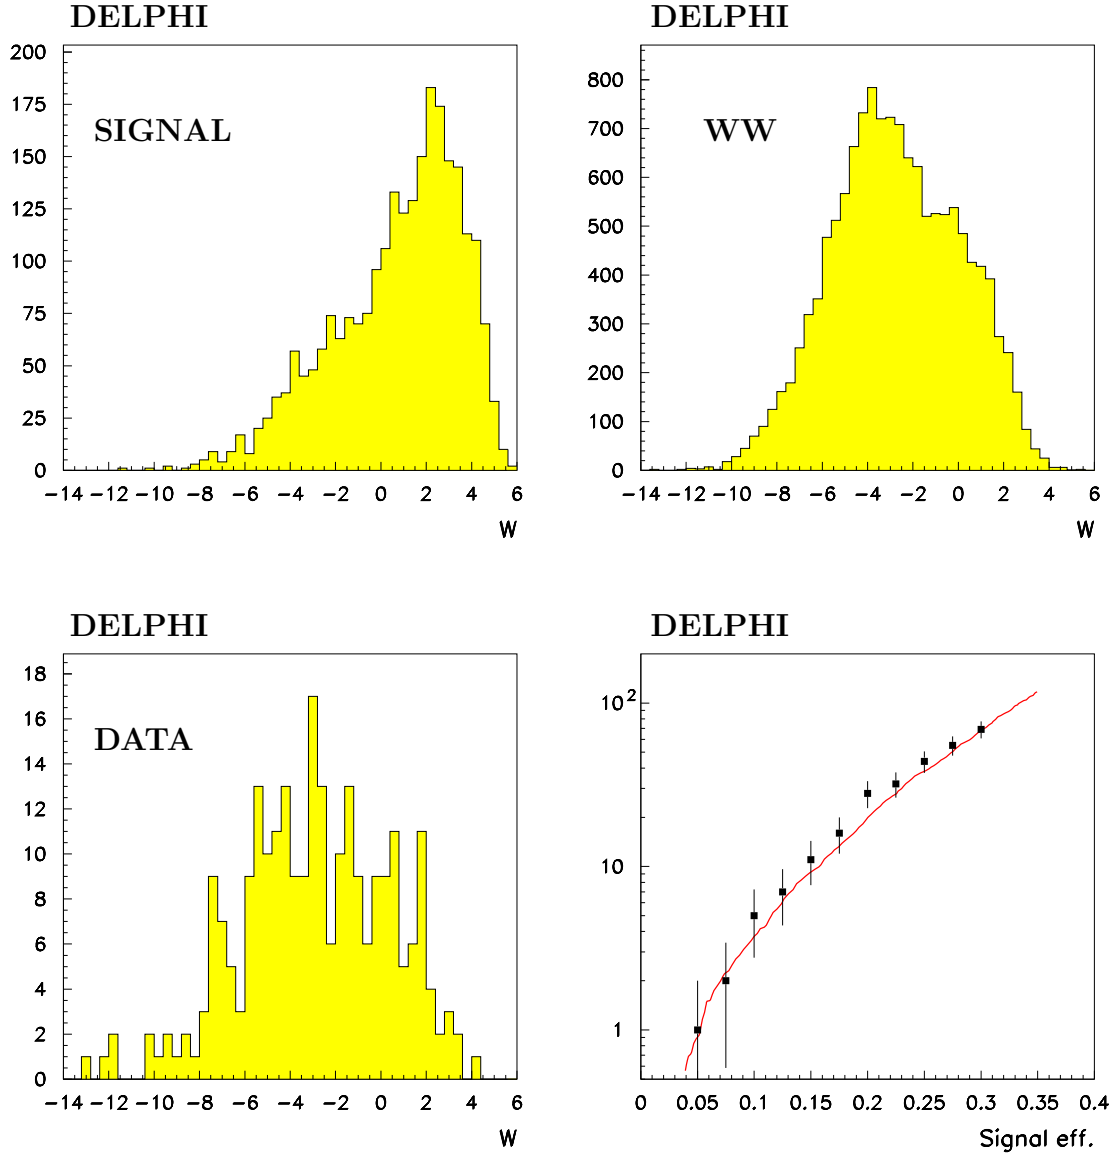 DELPHI
SIGNAL
200
175
150
125
100
75
50
25
0
−14 −12 −10 −8 −6 −4 −2 0 2 4 6
W
DELPHI
WW
800
700
600
500
400
300
200
100
0
−14 −12 −10 −8 −6 −4 −2 0 2 4 6
W
DELPHI
DATA
18
16
14
12
10
8
6
4
2
0
−14 −12 −10 −8 −6 −4 −2 0 2 4 6
W
DELPHI
10²
10
1
0 0.05 0.1 0.15 0.2 0.25 0.3 0.35 0.4
Signal eff.